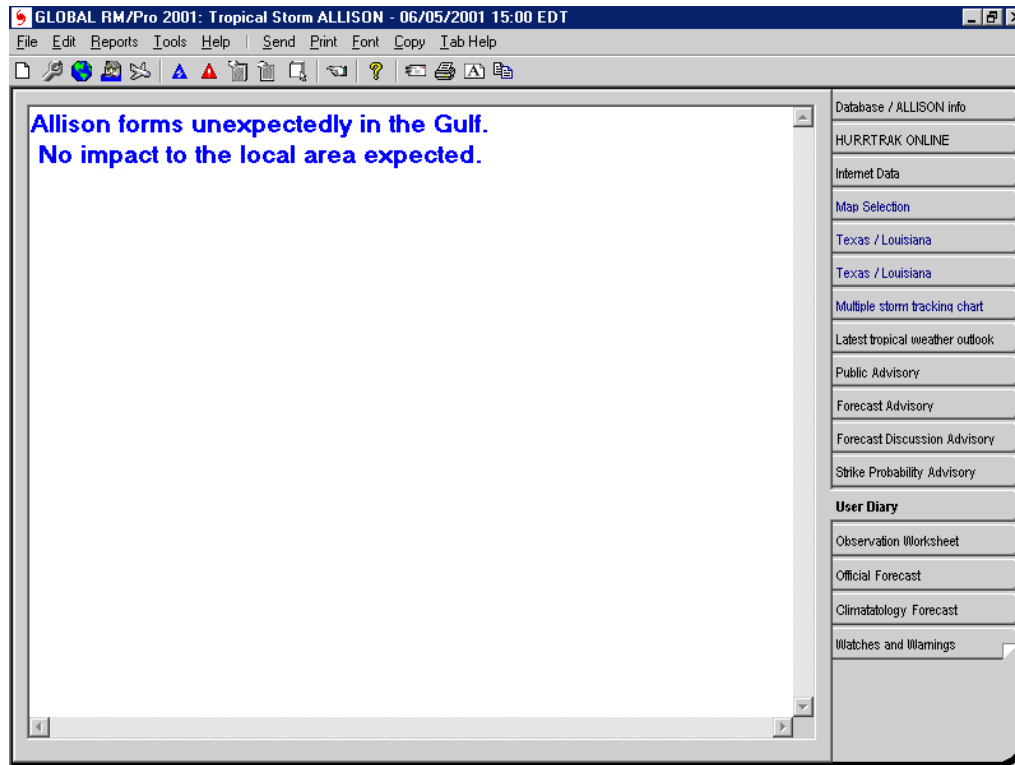 GLOBAL RM/Pro 2001: Tropical Storm ALLISON - 06/05/2001 15:00 EDT
File Edit Reports Tools Help | Send Print Font Copy Tab Help
Allison forms unexpectedly in the Gulf.
No impact to the local area expected.
Database / ALLISON info
HURRTRAK ONLINE
Internet Data
Map Selection
Texas / Louisiana
Texas / Louisiana
Multiple storm tracking chart
Latest tropical weather outlook
Public Advisory
Forecast Advisory
Forecast Discussion Advisory
Strike Probability Advisory
User Diary
Observation Worksheet
Official Forecast
Climatatology Forecast
Watches and Warnings